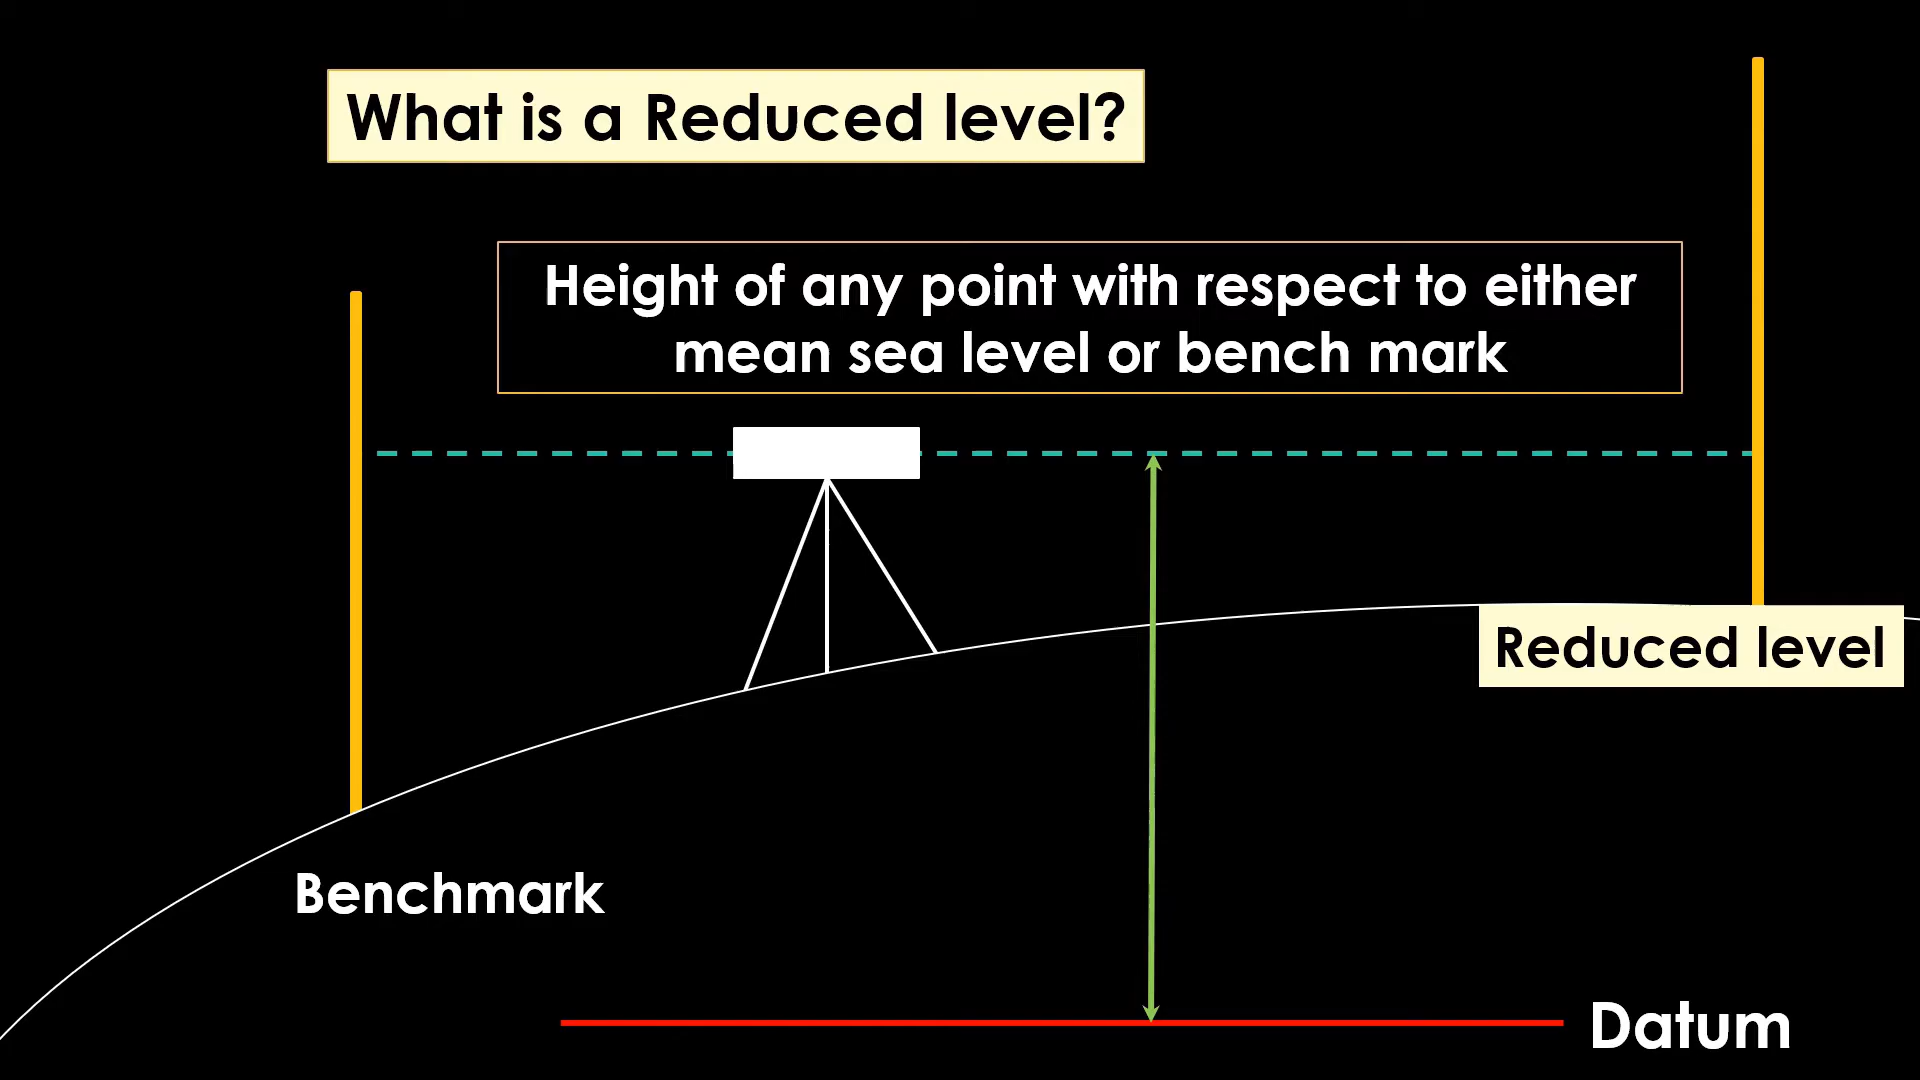 What is a Reduced level?
Height of any point with respect to either
mean sea level or bench mark
Reduced level
Benchmark
Datum